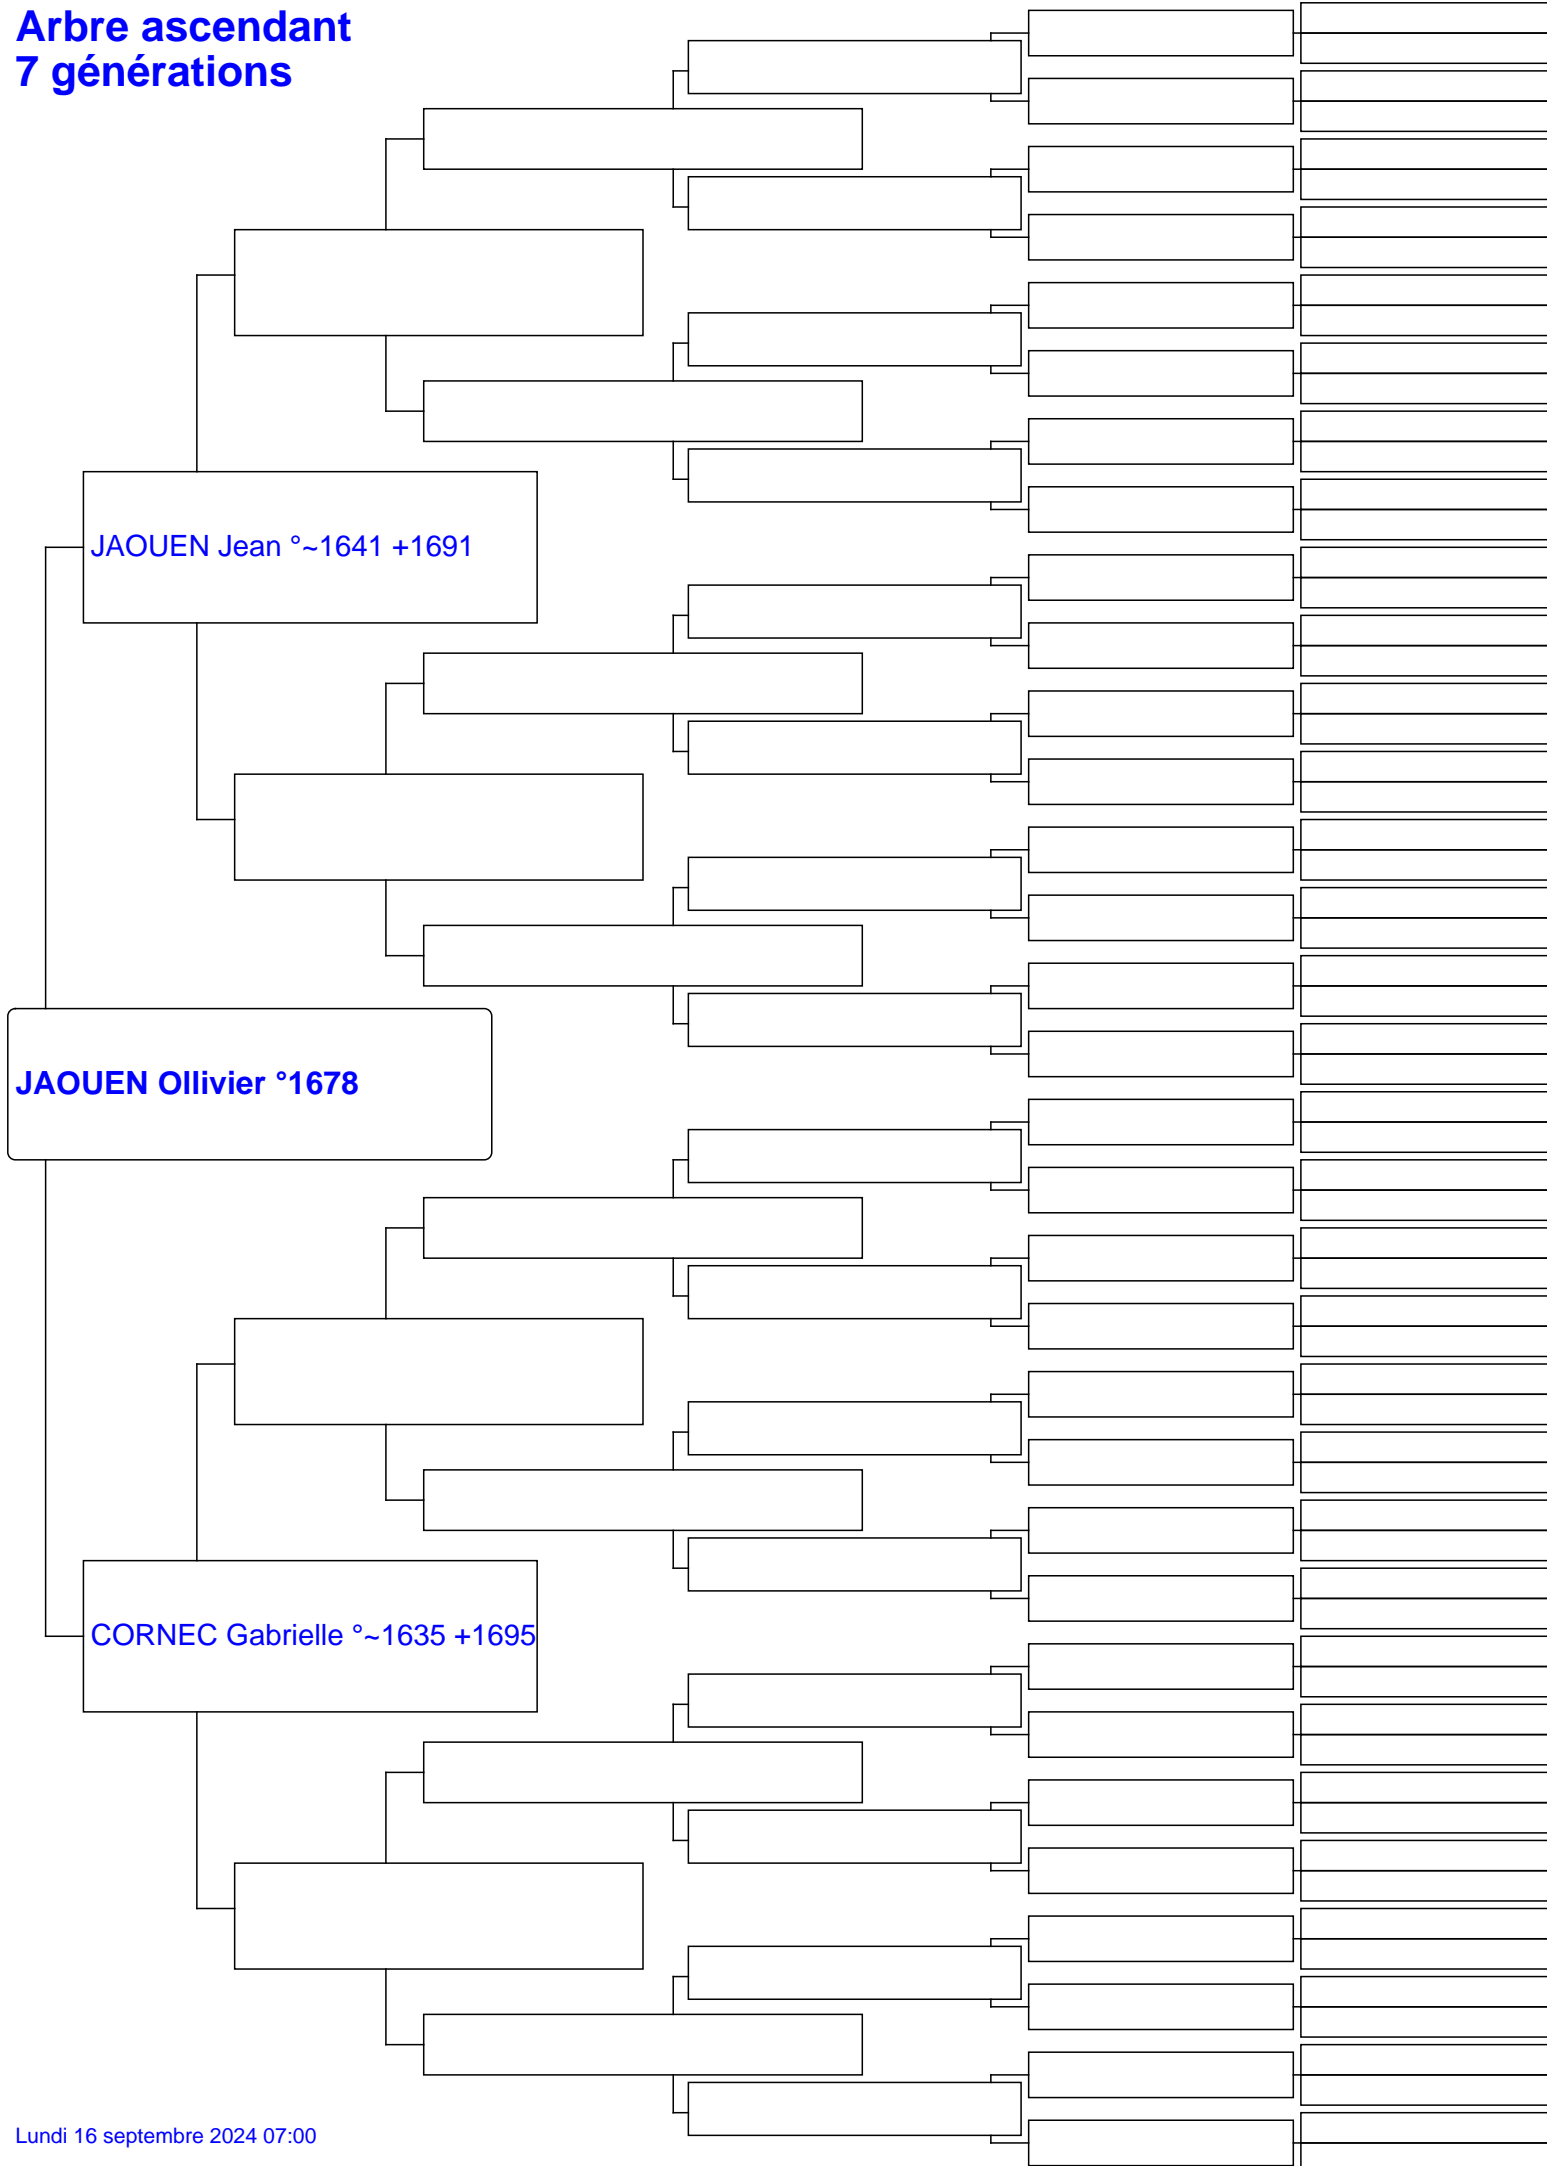 Arbre ascendant
7 générations
JAOUEN Jean °~1641 +1691
JAOUEN Ollivier °1678
CORNEC Gabrielle °~1635 +1695
Lundi 16 septembre 2024 07:00